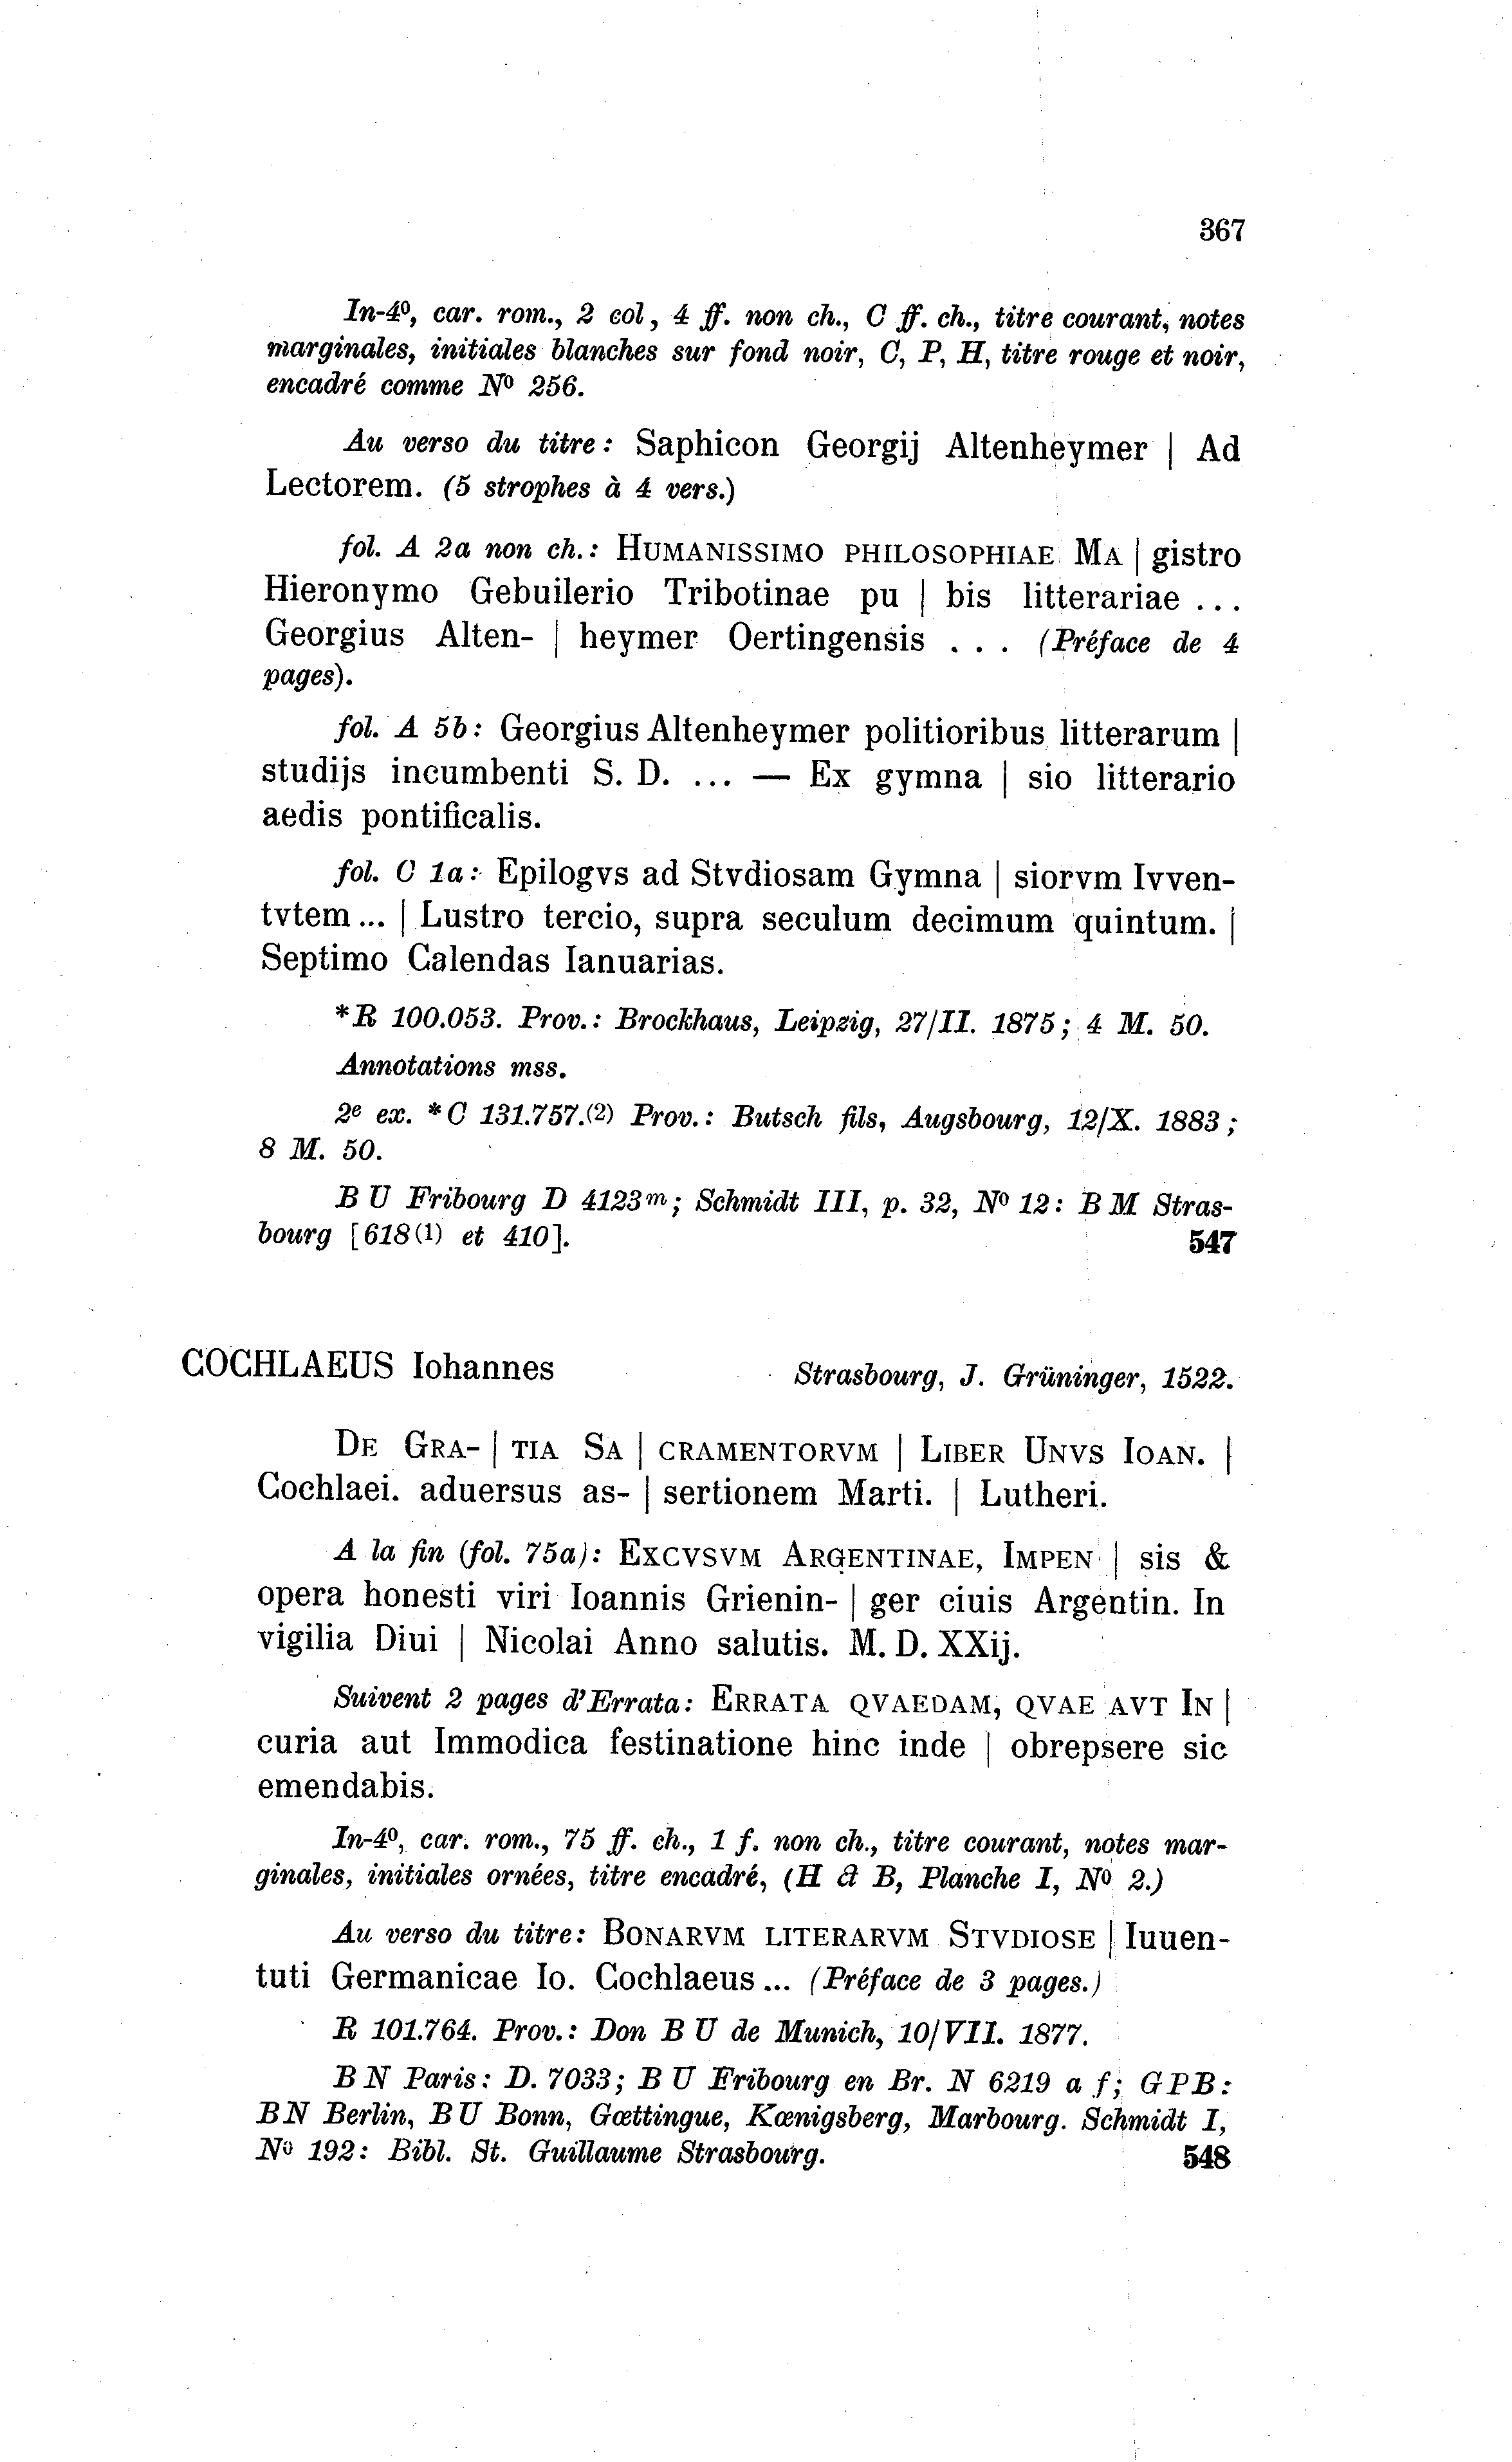 367
In-4⁰, car. rom., 2 col, 4 ff. non ch., C ff. ch., titre courant, notes
marginales, initiales blanches sur fond noir, C, P, H, titre rouge et noir,
encadré comme N⁰ 256.
Au verso du titre: Saphicon Georgij Altenheymer | Ad
Lectorem. (5 strophes à 4 vers.)
fol. A 2a non ch.: HUMANISSIMO PHILOSOPHIAE MA | gistro
Hieronymo Gebuilerio Tribotinae pu | bis litterariae ...
Georgius Alten- | heymer Oertingensis ... (Préface de 4
pages).
fol. A 5b: Georgius Altenheymer politioribus litterarum |
studijs incumbenti S. D. ... — Ex gymna | sio litterario
aedis pontificalis.
fol. C 1a: Epilogvs ad Stvdiosam Gymna | siorvm Ivven-
tvtem... | Lustro tercio, supra seculum decimum quintum. |
Septimo Calendas Ianuarias.
*R 100.053. Prov.: Brockhaus, Leipzig, 27/II. 1875; 4 M. 50.
Annotations mss.
2e ex. *C 131.757.(2) Prov.: Butsch fils, Augsbourg, 12/X. 1883;
8 M. 50.
B U Fribourg D 4123m; Schmidt III, p. 32, N⁰ 12: B M Stras-
bourg [618(1) et 410]. 547
COCHLAEUS Iohannes Strasbourg, J. Grüninger, 1522.
DE GRA- | TIA SA | CRAMENTORVM | LIBER UNVS IOAN. |
Cochlaei. aduersus as- | sertionem Marti. | Lutheri.
A la fin (fol. 75a): EXCVSVM ARGENTINAE, IMPEN | sis &
opera honesti viri Ioannis Grienin- | ger ciuis Argentin. In
vigilia Diui | Nicolai Anno salutis. M. D. XXij.
Suivent 2 pages d'Errata: ERRATA QVAEDAM, QVAE AVT IN |
curia aut Immodica festinatione hinc inde | obrepsere sic
emendabis.
In-4⁰, car. rom., 75 ff. ch., 1 f. non ch., titre courant, notes mar-
ginales, initiales ornées, titre encadré, (H & B, Planche I, N⁰ 2.)
Au verso du titre: BONARVM LITERARVM STVDIOSE | Iuuen-
tuti Germanicae Io. Cochlaeus... (Préface de 3 pages.)
R 101.764. Prov.: Don B U de Munich, 10/VII. 1877.
B N Paris: D. 7033; B U Fribourg en Br. N 6219 a f; GPB:
BN Berlin, BU Bonn, Gœttingue, Kœnigsberg, Marbourg. Schmidt I,
N⁰ 192: Bibl. St. Guillaume Strasbourg. 548